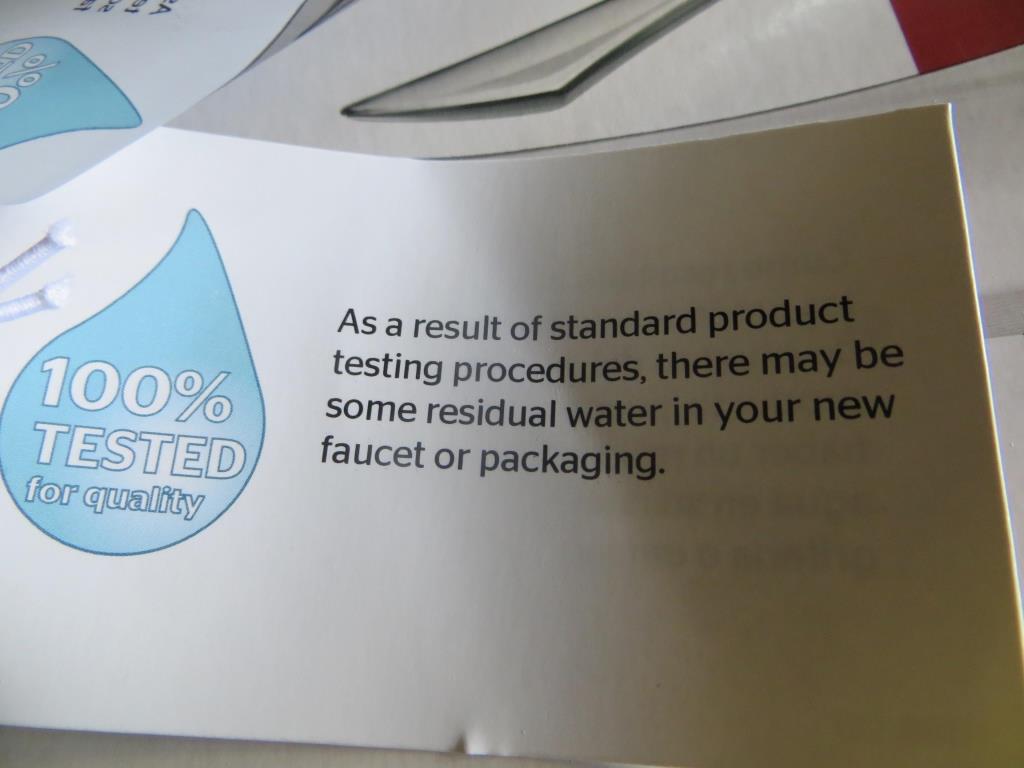 100%
TESTED
for quality
As a result of standard product
testing procedures, there may be
some residual water in your new
faucet or packaging.